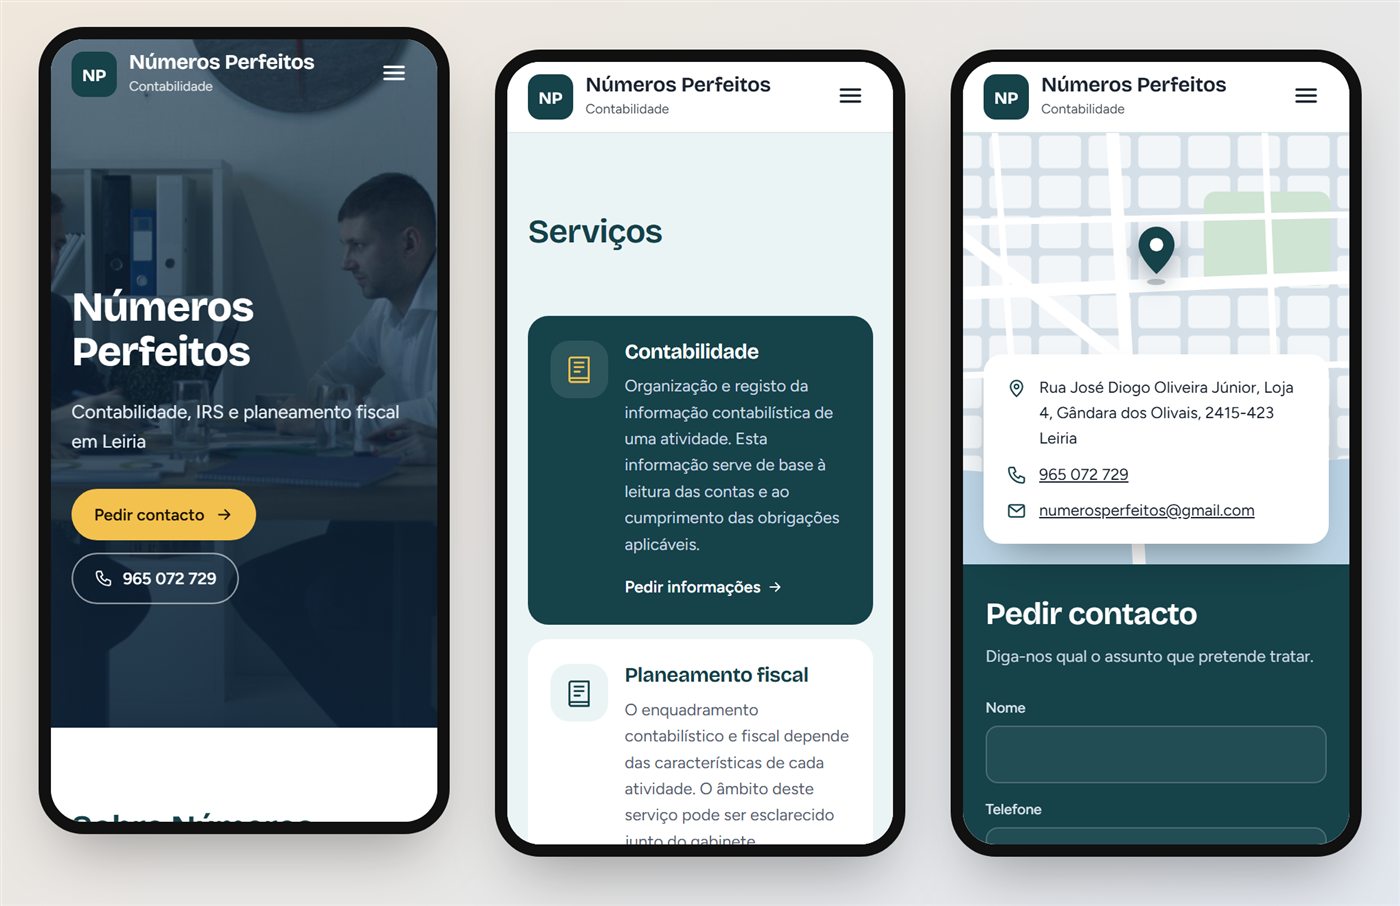 NP
Números Perfeitos
Contabilidade
Números
Perfeitos
Contabilidade, IRS e planeamento fiscal
em Leiria
Pedir contacto →
965 072 729
NP
Números Perfeitos
Contabilidade
Serviços
Contabilidade
Organização e registo da
informação contabilística de
uma atividade. Esta
informação serve de base à
leitura das contas e ao
cumprimento das obrigações
aplicáveis.
Pedir informações →
Planeamento fiscal
O enquadramento
contabilístico e fiscal depende
das características de cada
atividade. O âmbito deste
serviço pode ser esclarecido
junto do gabinete
NP
Números Perfeitos
Contabilidade
Rua José Diogo Oliveira Júnior, Loja
4, Gândara dos Olivais, 2415-423
Leiria
965 072 729
numerosperfeitos@gmail.com
Pedir contacto
Diga-nos qual o assunto que pretende tratar.
Nome
Telefone